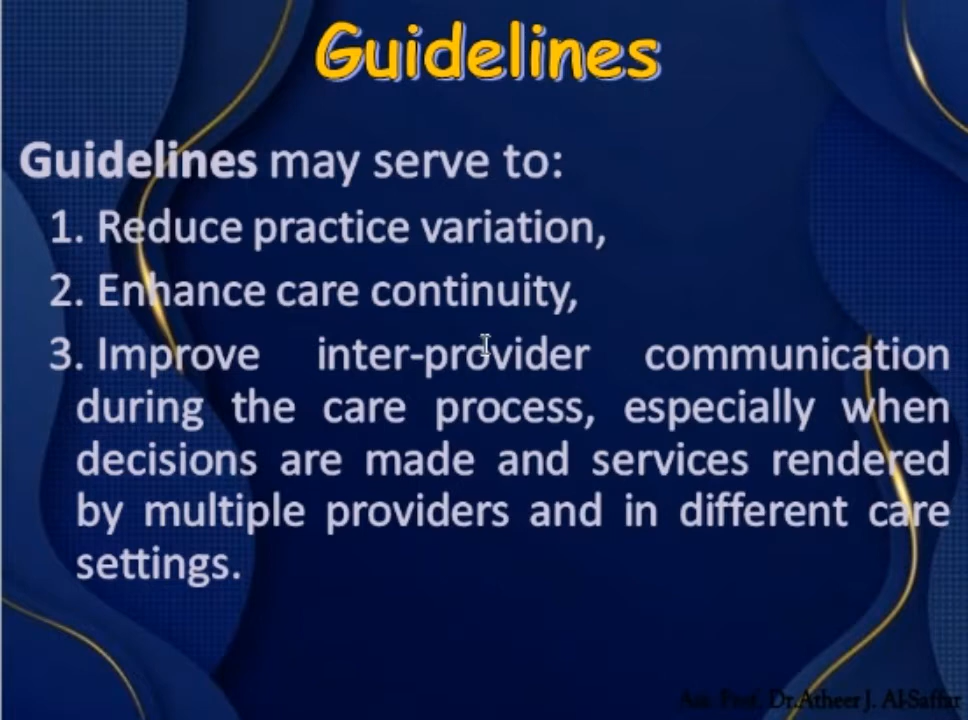 Guidelines
Guidelines may serve to:
1. Reduce practice variation,
2. Enhance care continuity,
3. Improve inter-provider communication
during the care process, especially when
decisions are made and services rendered
by multiple providers and in different care
settings.
Prof. Dr.Atheer J. Al-Saffar